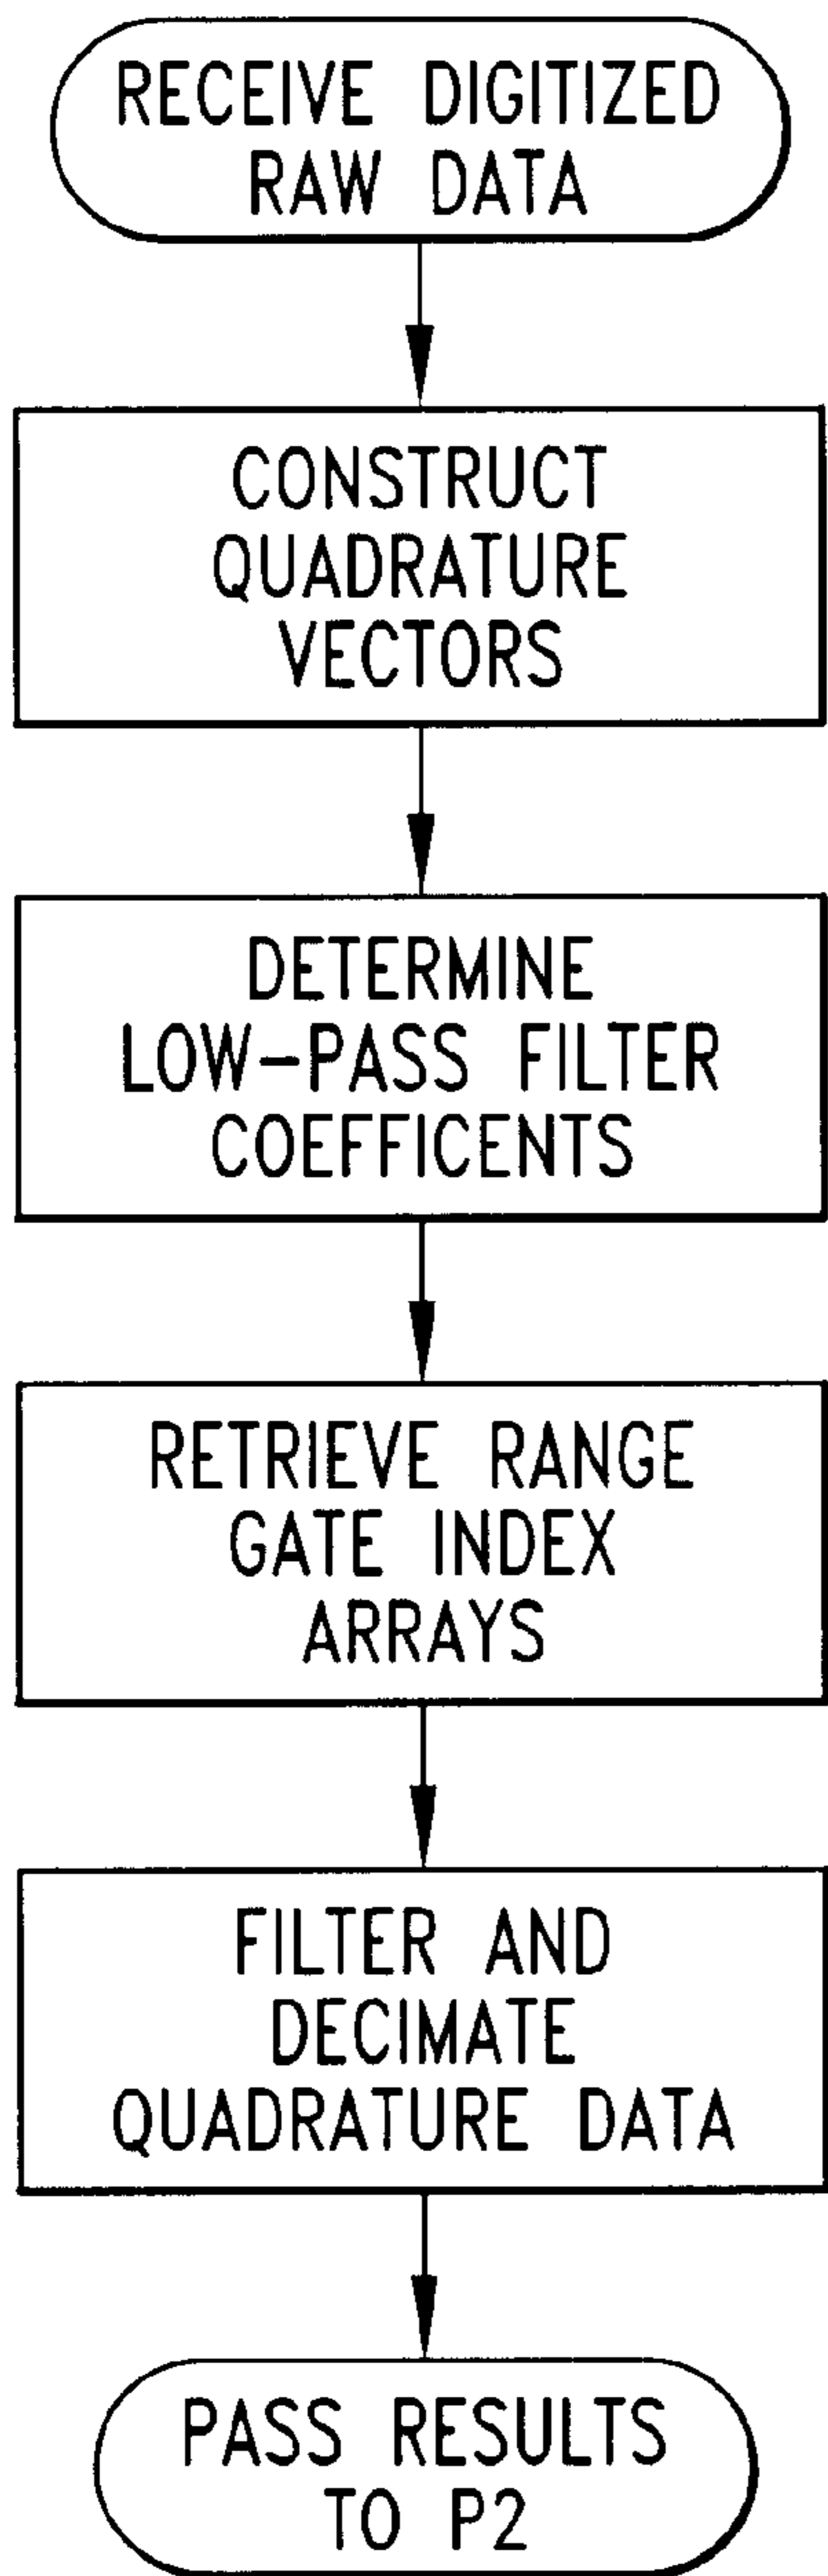 RECEIVE DIGITIZED
RAW DATA
CONSTRUCT
QUADRATURE
VECTORS
DETERMINE
LOW-PASS FILTER
COEFFICENTS
RETRIEVE RANGE
GATE INDEX
ARRAYS
FILTER AND
DECIMATE
QUADRATURE DATA
PASS RESULTS
TO P2